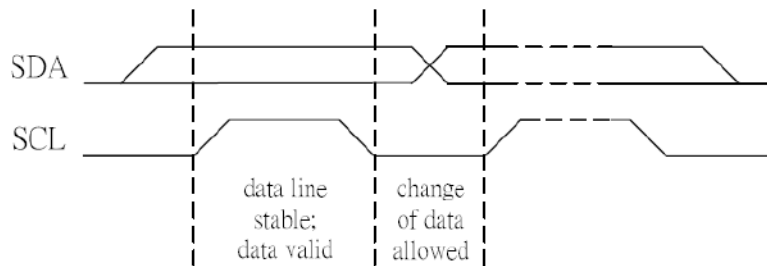 SDA
SCL
data line
stable;
data valid
change
of data
allowed